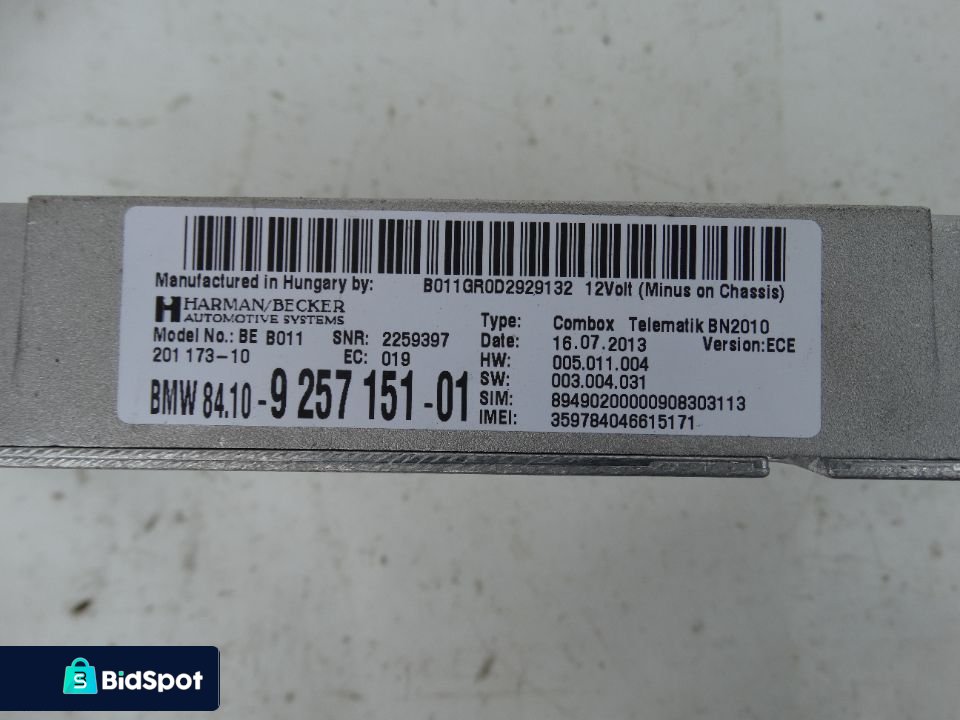 Manufactured in Hungary by: B011GR0D2929132 12Volt (Minus on Chassis)
HARMAN/BECKER
AUTOMOTIVE SYSTEMS
Model No.: BE B011 SNR: 2259397
201 173-10 EC: 019
BMW 84.10-9 257 151-01
Type: Combox Telematik BN2010
Date: 16.07.2013 Version:ECE
HW: 005.011.004
SW: 003.004.031
SIM: 89490200000908303113
IMEI: 359784046615171
BidSpot